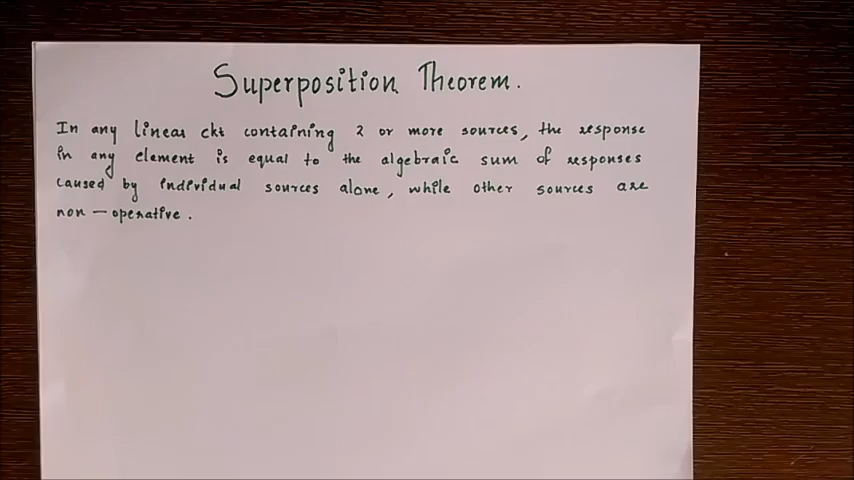 Superposition Theorem.
In any linear ckt containing 2 or more sources, the response
in any element is equal to the algebraic sum of responses
caused by individual sources alone, while other sources are
non - operative.